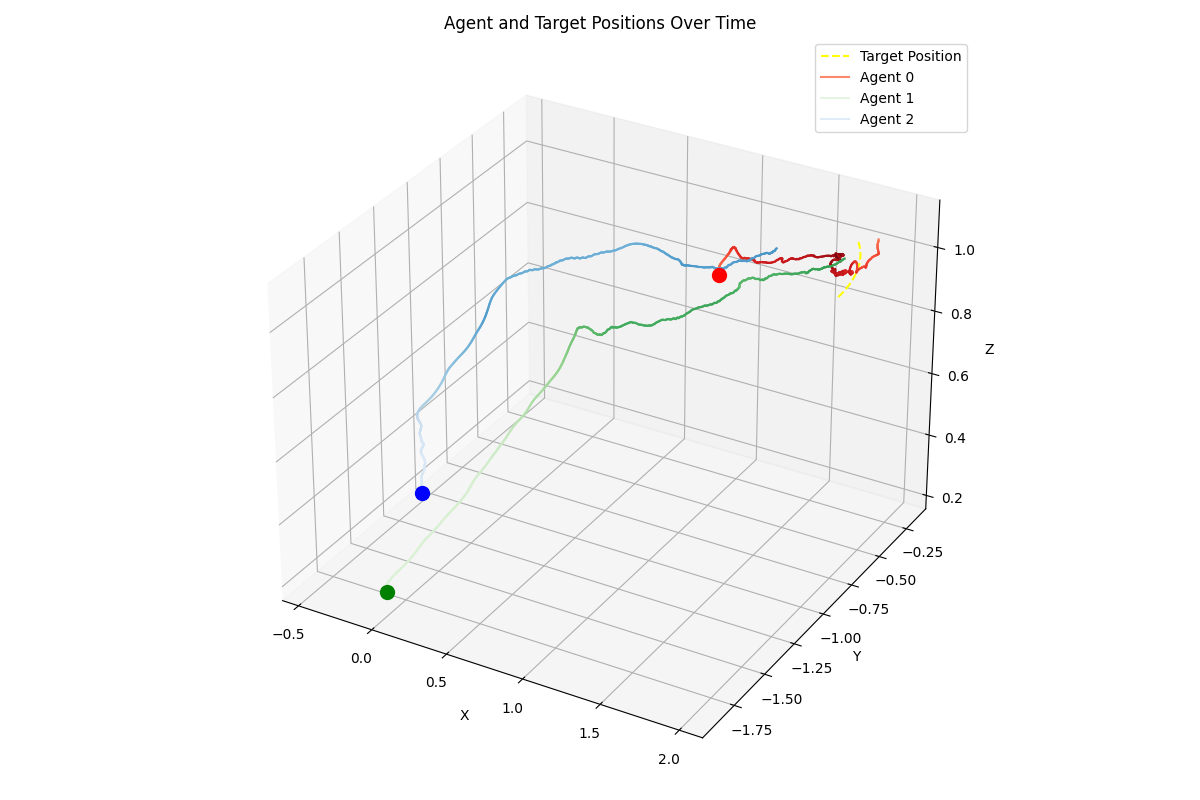 Agent and Target Positions Over Time
Target Position
Agent 0
Agent 1
Agent 2
1.0
0.8
Z
0.6
0.4
0.2
−0.25
−0.50
−0.75
−1.00
Y
−1.25
−1.50
−1.75
−0.5
0.0
0.5
X
1.0
1.5
2.0